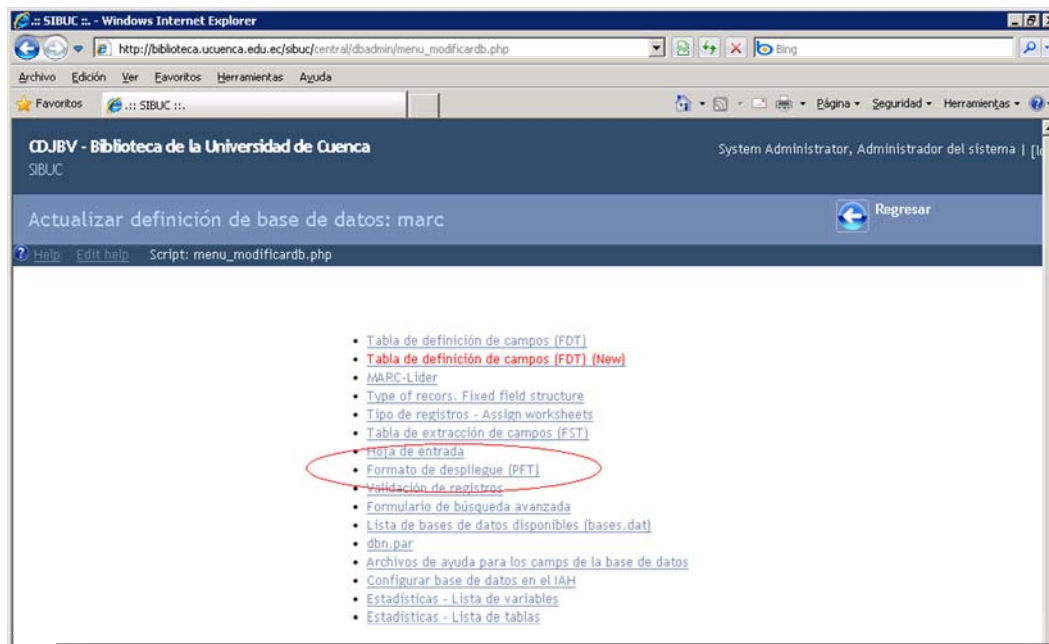 .:: SIBUC ::. - Windows Internet Explorer
http://biblioteca.ucuenca.edu.ec/sibuc/central/dbadmin/menu_modificardb.php
Bing
Archivo Edición Ver Favoritos Herramientas Ayuda
Favoritos .:: SIBUC ::. Página Seguridad Herramientas
CDJBV - Biblioteca de la Universidad de Cuenca
System Administrator, Administrador del sistema |
SIBUC
Actualizar definición de base de datos: marc
Regresar
Help Edit help Script: menu_modificardb.php
• Tabla de definición de campos (FDT)
• Tabla de definición de campos (FDT) (New)
• MARC-Lider
• Type of recors. Fixed field structure
• Tipo de registros - Assign worksheets
• Tabla de extracción de campos (FST)
• Hoja de entrada
• Formato de despliegue (PFT)
• Validación de registros
• Formulario de búsqueda avanzada
• Lista de bases de datos disponibles (bases.dat)
• dbn.par
• Archivos de ayuda para los camps de la base de datos
• Configurar base de datos en el IAH
• Estadísticas - Lista de variables
• Estadísticas - Lista de tablas